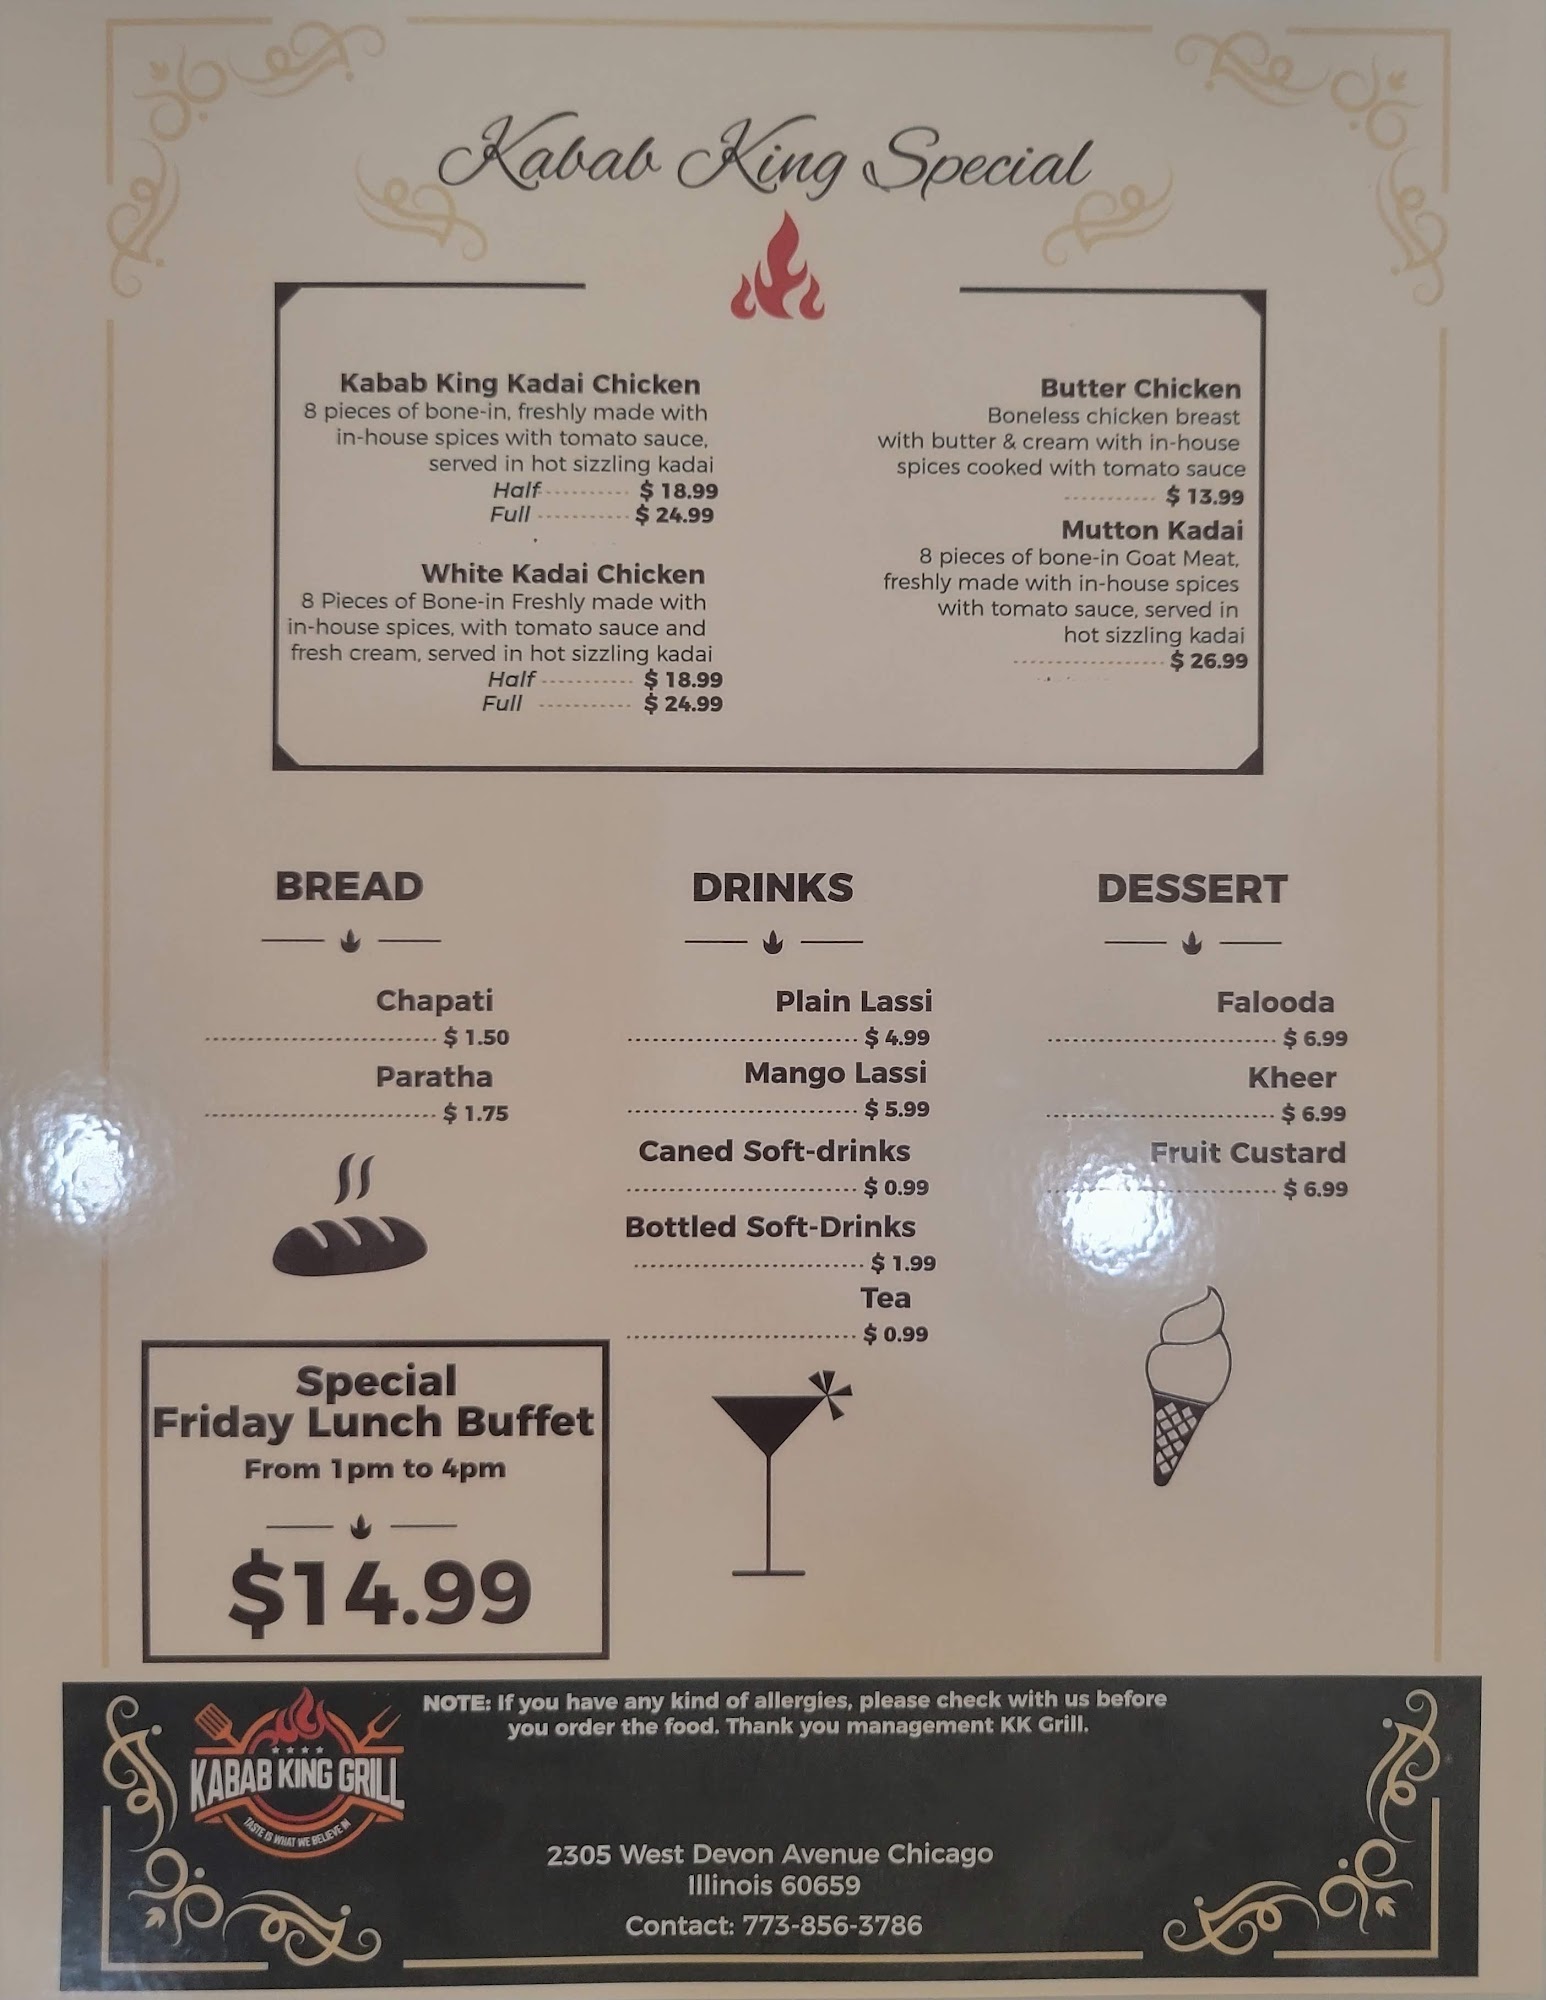 Kabab King Special
Kabab King Kadai Chicken
8 pieces of bone-in, freshly made with
in-house spices with tomato sauce,
served in hot sizzling kadai
Half ........... $ 18.99
Full ............ $ 24.99
White Kadai Chicken
8 Pieces of Bone-in Freshly made with
in-house spices, with tomato sauce and
fresh cream, served in hot sizzling kadai
Half ............ $ 18.99
Full ............ $ 24.99
Butter Chicken
Boneless chicken breast
with butter & cream with in-house
spices cooked with tomato sauce
............ $ 13.99
Mutton Kadai
8 pieces of bone-in Goat Meat,
freshly made with in-house spices
with tomato sauce, served in
hot sizzling kadai
.................... $ 26.99
BREAD
Chapati
............................ $ 1.50
Paratha
............................ $ 1.75
DRINKS
Plain Lassi
............................ $ 4.99
Mango Lassi
............................ $ 5.99
Caned Soft-drinks
............................ $ 0.99
Bottled Soft-Drinks
............................ $ 1.99
Tea
............................ $ 0.99
DESSERT
Falooda
............................ $ 6.99
Kheer
............................ $ 6.99
Fruit Custard
............................ $ 6.99
Special
Friday Lunch Buffet
From 1pm to 4pm
$14.99
NOTE: If you have any kind of allergies, please check with us before
you order the food. Thank you management KK Grill.
KABAB KING GRILL
TASTE IS WHAT WE BELIEVE IN
2305 West Devon Avenue Chicago
Illinois 60659
Contact: 773-856-3786